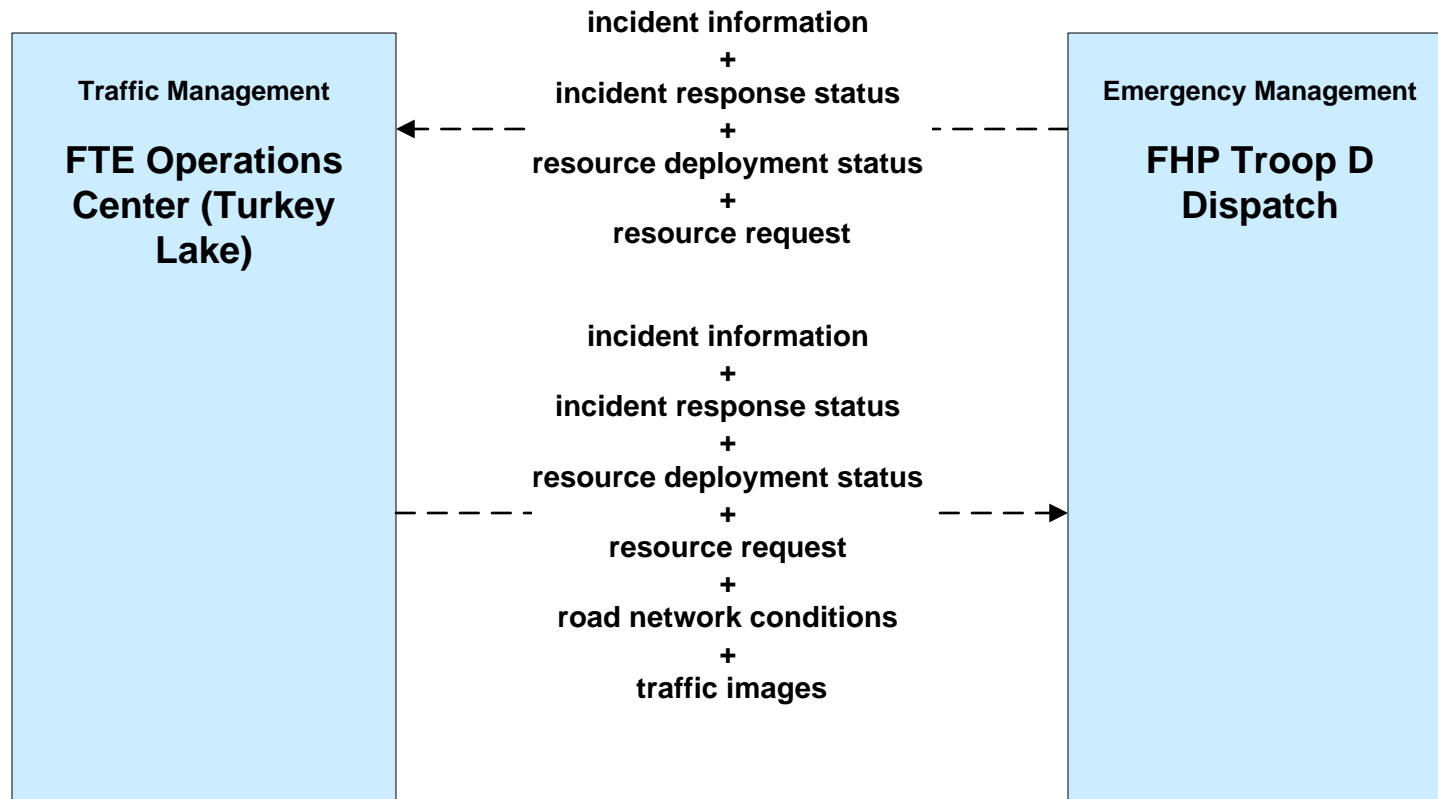 Traffic Management
FTE Operations
Center (Turkey
Lake)
incident information
+
incident response status
+
resource deployment status
+
resource request
incident information
+
incident response status
+
resource deployment status
+
resource request
+
road network conditions
+
traffic images
Emergency Management
FHP Troop D
Dispatch